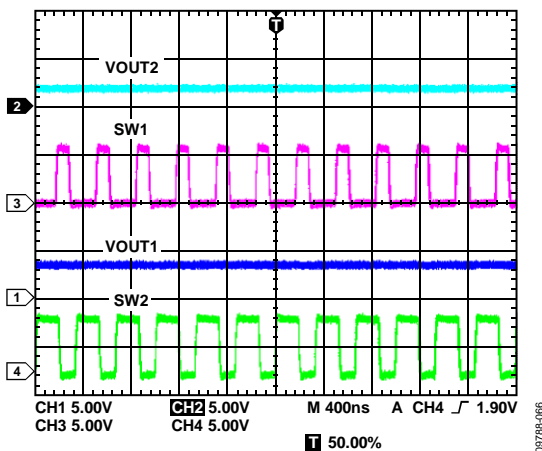 T
VOUT2
2
SW1
3
VOUT1
1
SW2
4
CH1 5.00V CH2 5.00V M 400ns A CH4 1.90V
CH3 5.00V CH4 5.00V
T 50.00%
09788-066